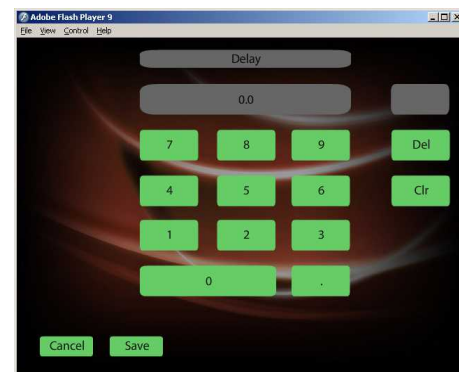 Adobe Flash Player 9
File View Control Help
Delay
0.0
7 8 9 Del
4 5 6 Clr
1 2 3
0 .
Cancel Save